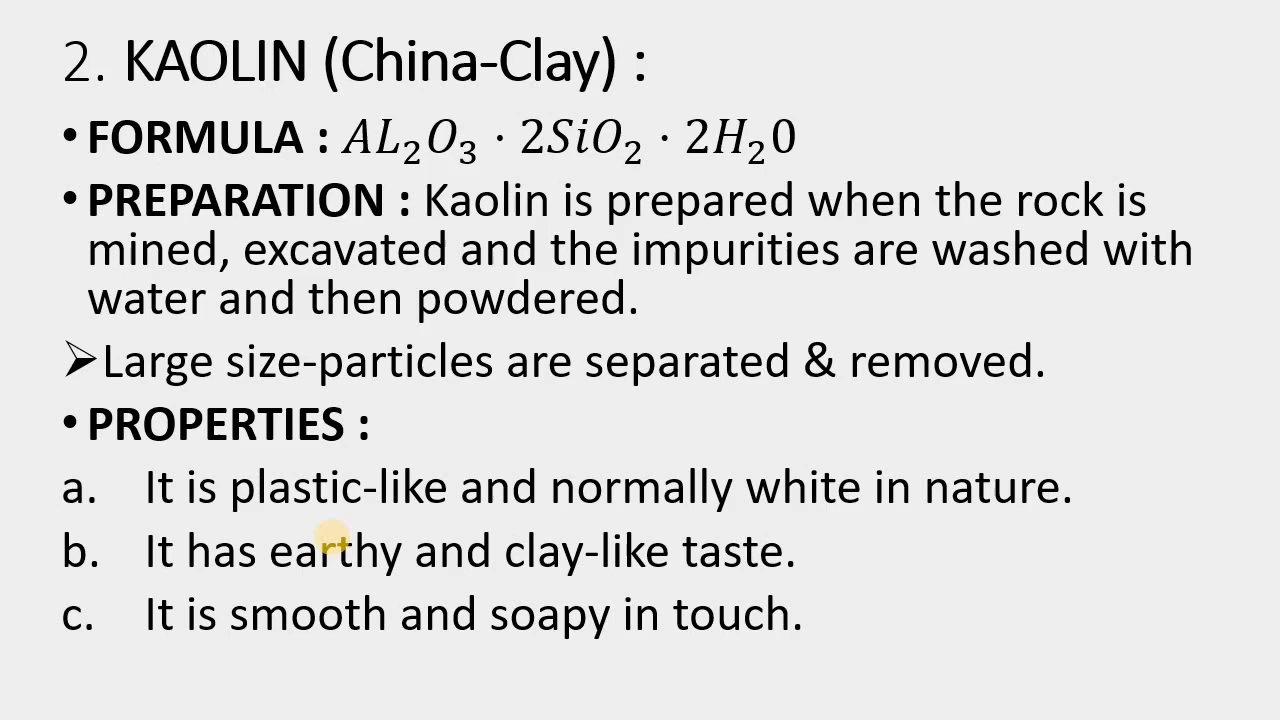 2. KAOLIN (China-Clay) :
• FORMULA : 𝐴𝐿₂𝑂₃ · 2𝑆𝑖𝑂₂ · 2𝐻₂0
• PREPARATION : Kaolin is prepared when the rock is
mined, excavated and the impurities are washed with
water and then powdered.
➢Large size-particles are separated & removed.
• PROPERTIES :
a. It is plastic-like and normally white in nature.
b. It has earthy and clay-like taste.
c. It is smooth and soapy in touch.